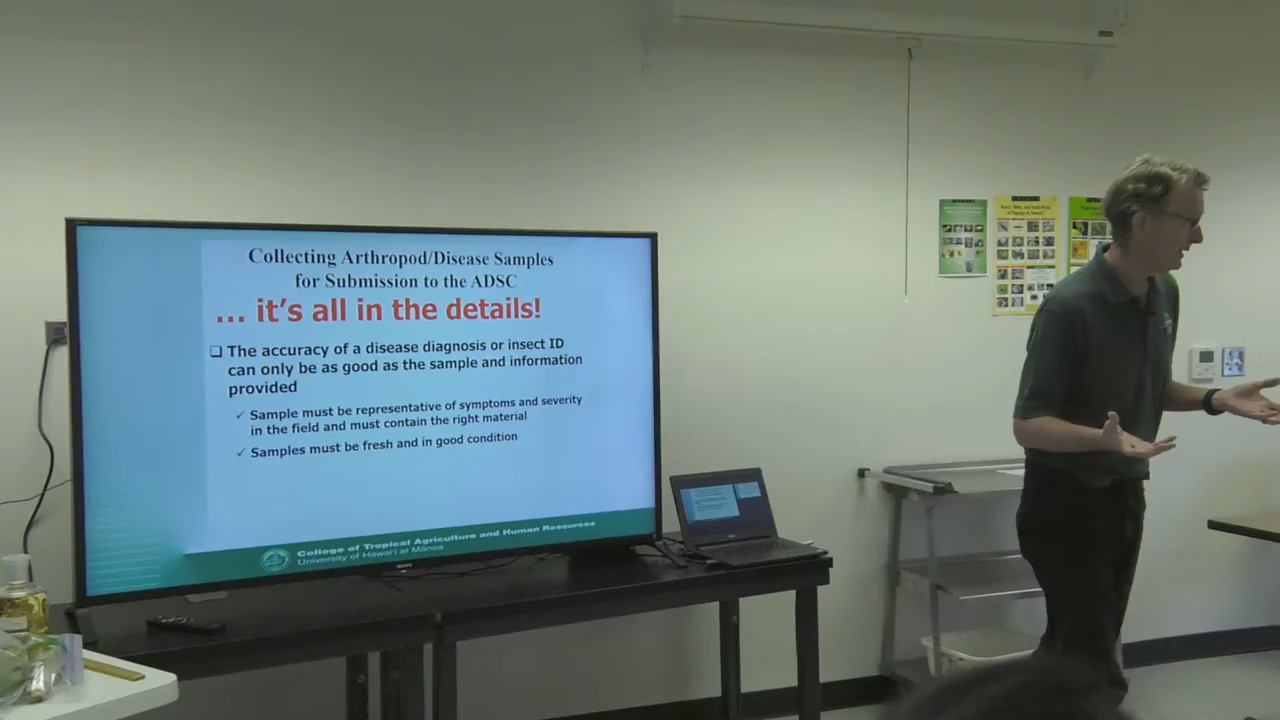 Collecting Arthropod/Disease Samples
for Submission to the ADSC
... it's all in the details!
The accuracy of a disease diagnosis or insect ID
can only be as good as the sample and information
provided
Sample must be representative of symptoms and severity
in the field and must contain the right material
Samples must be fresh and in good condition
College of Tropical Agriculture and Human Resources
University of Hawai'i at Mānoa
SONY